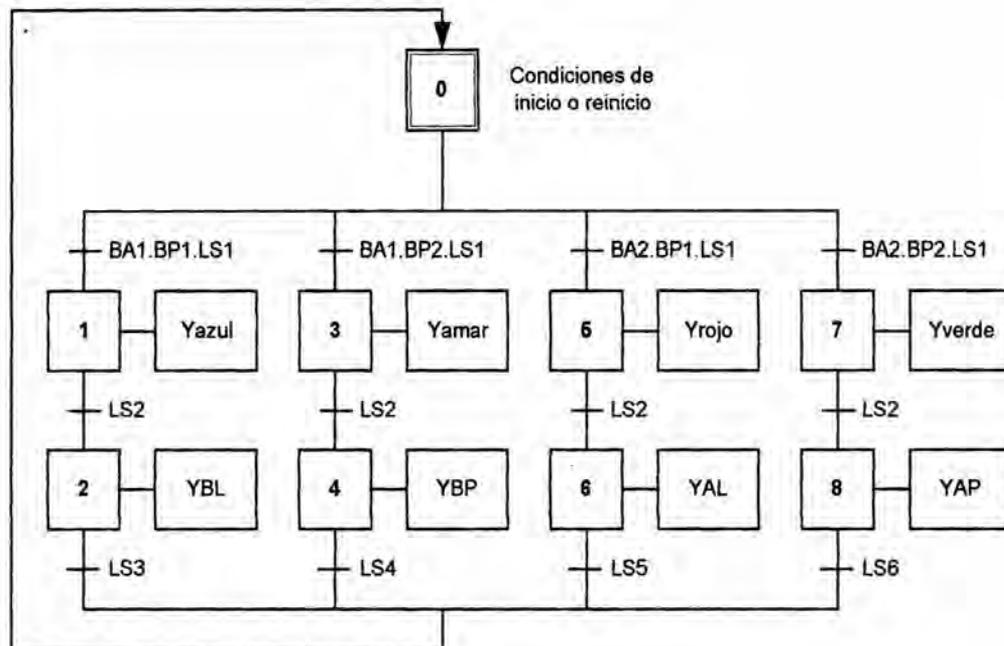 0
Condiciones de
inicio o reinicio
BA1.BP1.LS1
BA1.BP2.LS1
BA2.BP1.LS1
BA2.BP2.LS1
1
Yazul
3
Yamar
5
Yrojo
7
Yverde
LS2
LS2
LS2
LS2
2
YBL
4
YBP
6
YAL
8
YAP
LS3
LS4
LS5
LS6